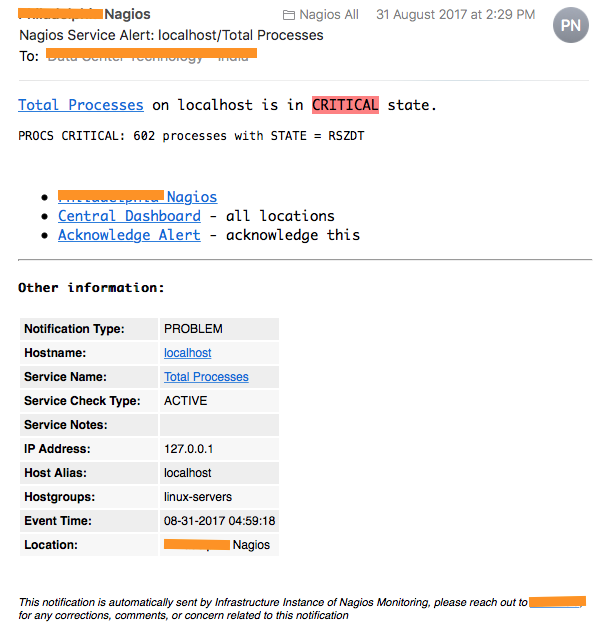 Nagios
Nagios All 31 August 2017 at 2:29 PM
PN
Nagios Service Alert: localhost/Total Processes
To:
Total Processes on localhost is in CRITICAL state.
PROCS CRITICAL: 602 processes with STATE = RSZDT
• Nagios
• Central Dashboard - all locations
• Acknowledge Alert - acknowledge this
Other information:
Notification Type: PROBLEM
Hostname: localhost
Service Name: Total Processes
Service Check Type: ACTIVE
Service Notes:
IP Address: 127.0.0.1
Host Alias: localhost
Hostgroups: linux-servers
Event Time: 08-31-2017 04:59:18
Location: Nagios
This notification is automatically sent by Infrastructure Instance of Nagios Monitoring, please reach out to
for any corrections, comments, or concern related to this notification